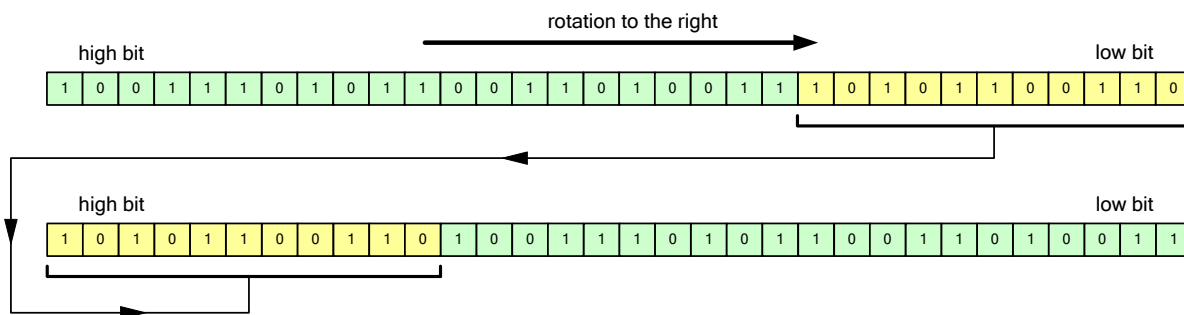 rotation to the right
high bit low bit
1 0 0 1 1 1 0 1 0 1 1 0 0 1 1 0 1 0 0 1 1 1 0 1 0 1 1 0 0 1 1 0
high bit low bit
1 0 1 0 1 1 0 0 1 1 0 1 0 0 1 1 1 0 1 0 1 1 0 0 1 1 0 1 0 0 1 1